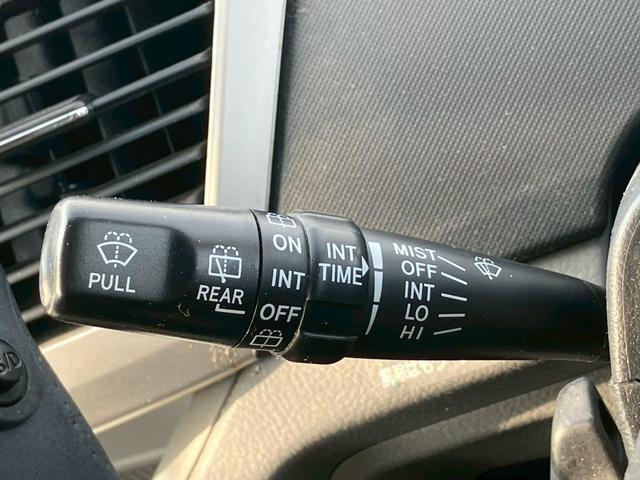 PULL
REAR
ON
INT
OFF
INT
TIME
MIST
OFF
INT
LO
HI